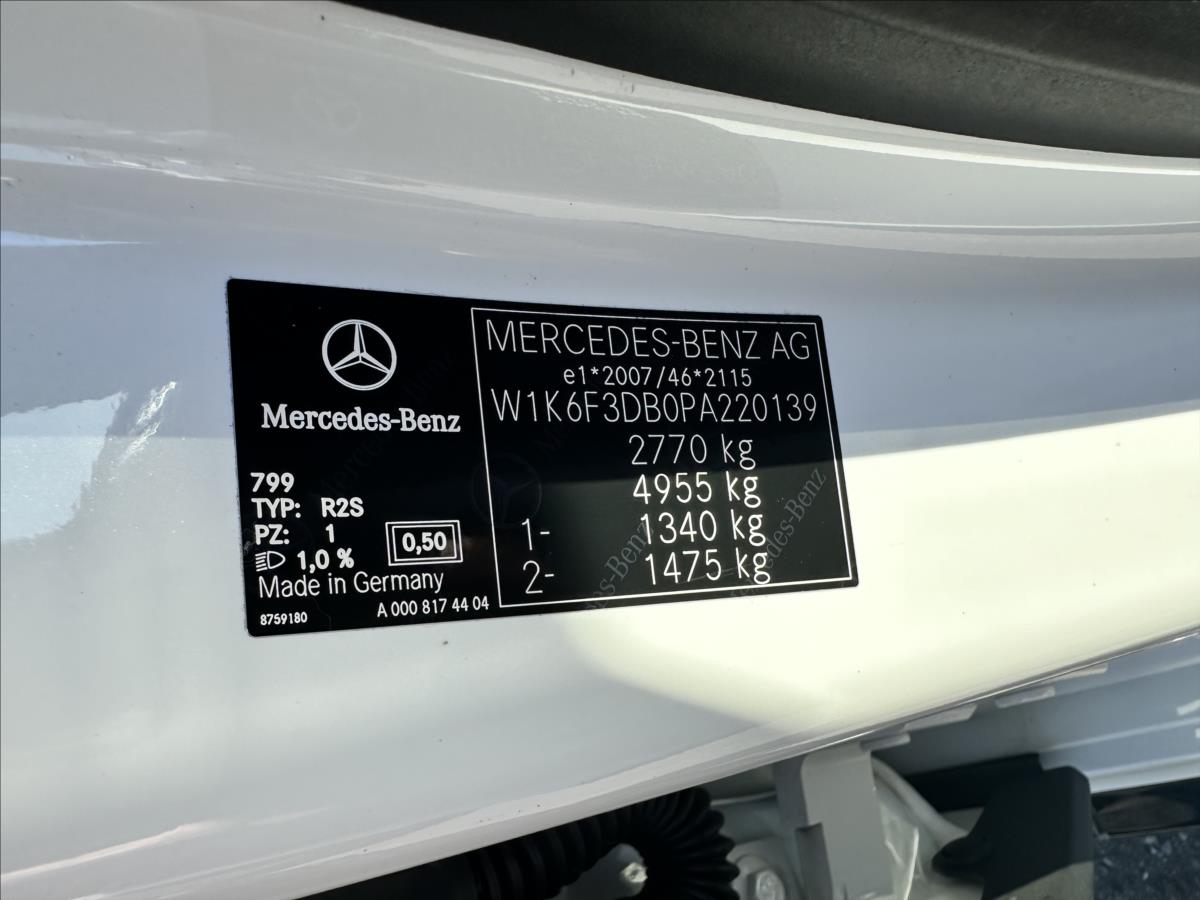 Mercedes-Benz
799
TYP: R2S
PZ: 1
1,0 %
0,50
Made in Germany
8759180
A 000 817 44 04
MERCEDES-BENZ AG
e1*2007/46*2115
W1K6F3DB0PA220139
2770 kg
4955 kg
1- 1340 kg
2- 1475 kg